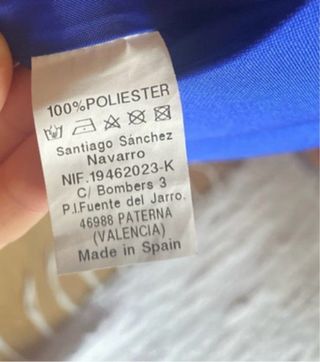 100%POLIESTER
Santiago Sánchez
Navarro
NIF.19462023-K
C/ Bombers 3
P.I.Fuente del Jarro.
46988 PATERNA
(VALENCIA)
Made in Spain